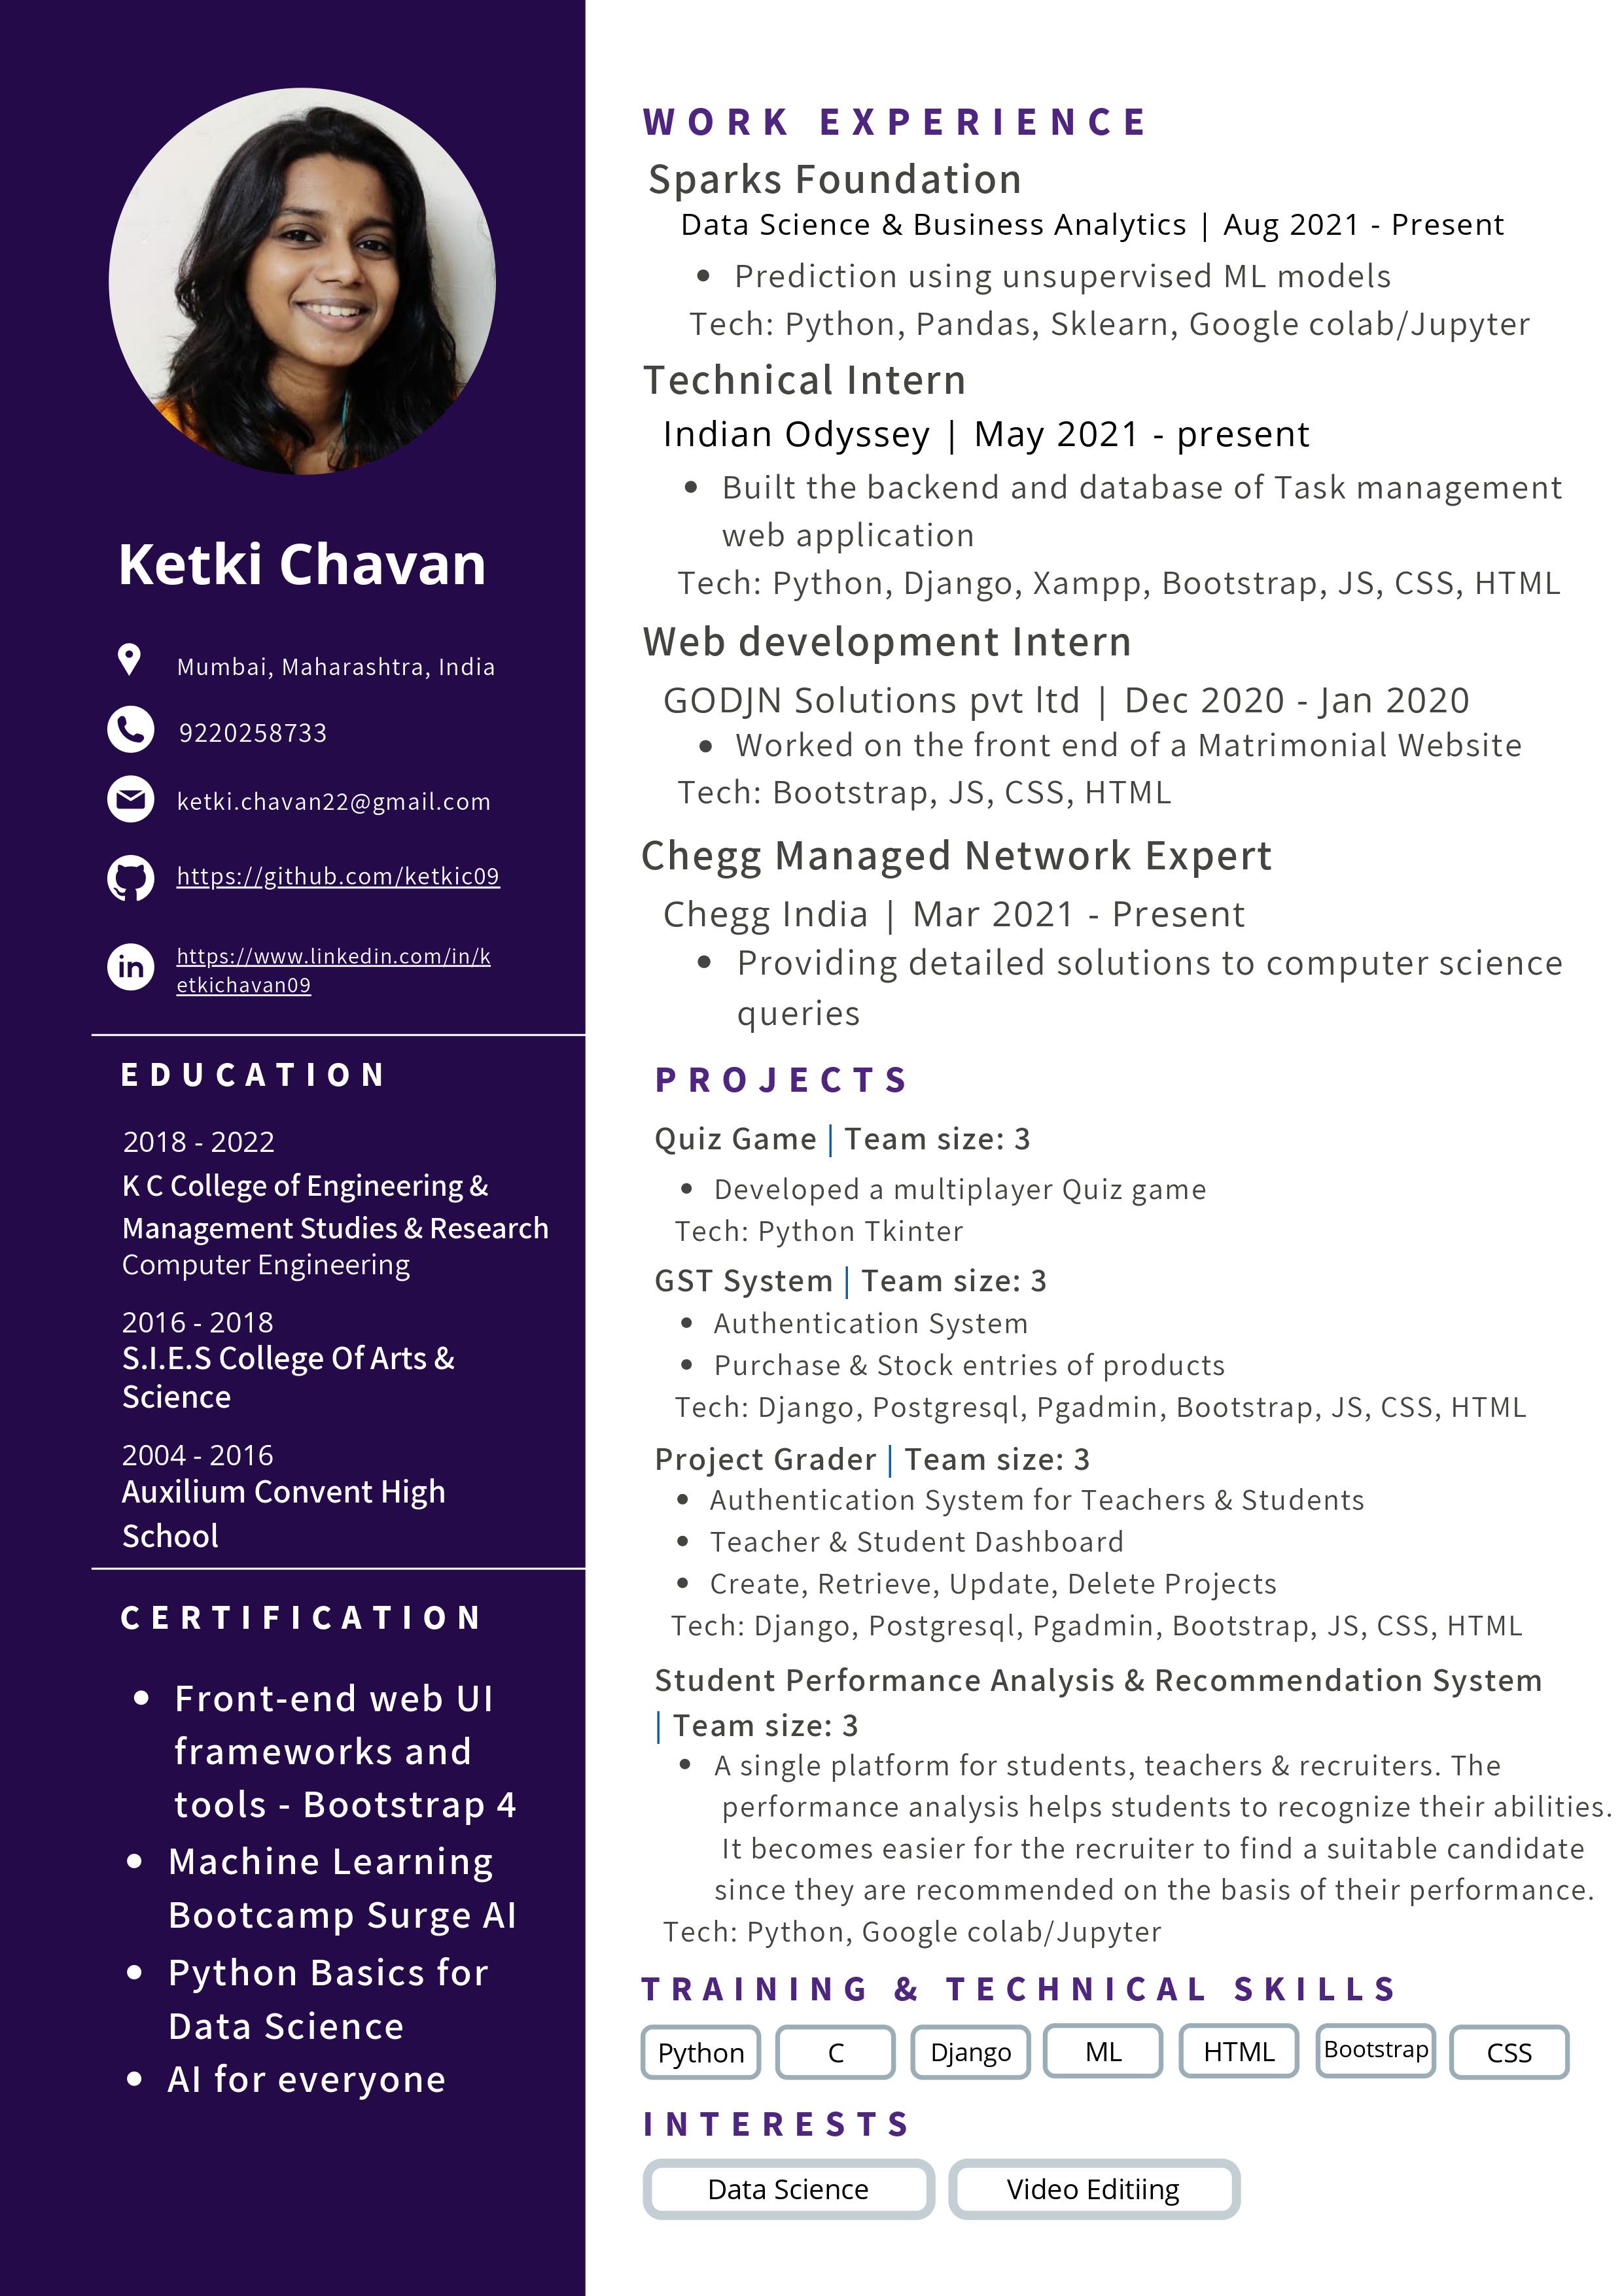 Ketki Chavan
Mumbai, Maharashtra, India
9220258733
ketki.chavan22@gmail.com
https://github.com/ketkic09
in
https://www.linkedin.com/in/k
etkichavan09
EDUCATION
2018 - 2022
K C College of Engineering &
Management Studies & Research
Computer Engineering
2016 - 2018
S.I.E.S College Of Arts &
Science
2004 - 2016
Auxilium Convent High
School
CERTIFICATION
• Front-end web UI
frameworks and
tools - Bootstrap 4
• Machine Learning
Bootcamp Surge AI
• Python Basics for
Data Science
• AI for everyone
WORK EXPERIENCE
Sparks Foundation
Data Science & Business Analytics | Aug 2021 - Present
• Prediction using unsupervised ML models
Tech: Python, Pandas, Sklearn, Google colab/Jupyter
Technical Intern
Indian Odyssey | May 2021 - present
• Built the backend and database of Task management
web application
Tech: Python, Django, Xampp, Bootstrap, JS, CSS, HTML
Web development Intern
GODJN Solutions pvt ltd | Dec 2020 - Jan 2020
• Worked on the front end of a Matrimonial Website
Tech: Bootstrap, JS, CSS, HTML
Chegg Managed Network Expert
Chegg India | Mar 2021 - Present
• Providing detailed solutions to computer science
queries
PROJECTS
Quiz Game | Team size: 3
• Developed a multiplayer Quiz game
Tech: Python Tkinter
GST System | Team size: 3
• Authentication System
• Purchase & Stock entries of products
Tech: Django, Postgresql, Pgadmin, Bootstrap, JS, CSS, HTML
Project Grader | Team size: 3
• Authentication System for Teachers & Students
• Teacher & Student Dashboard
• Create, Retrieve, Update, Delete Projects
Tech: Django, Postgresql, Pgadmin, Bootstrap, JS, CSS, HTML
Student Performance Analysis & Recommendation System
| Team size: 3
• A single platform for students, teachers & recruiters. The
performance analysis helps students to recognize their abilities.
It becomes easier for the recruiter to find a suitable candidate
since they are recommended on the basis of their performance.
Tech: Python, Google colab/Jupyter
TRAINING & TECHNICAL SKILLS
Python C Django ML HTML Bootstrap CSS
INTERESTS
Data Science Video Editiing